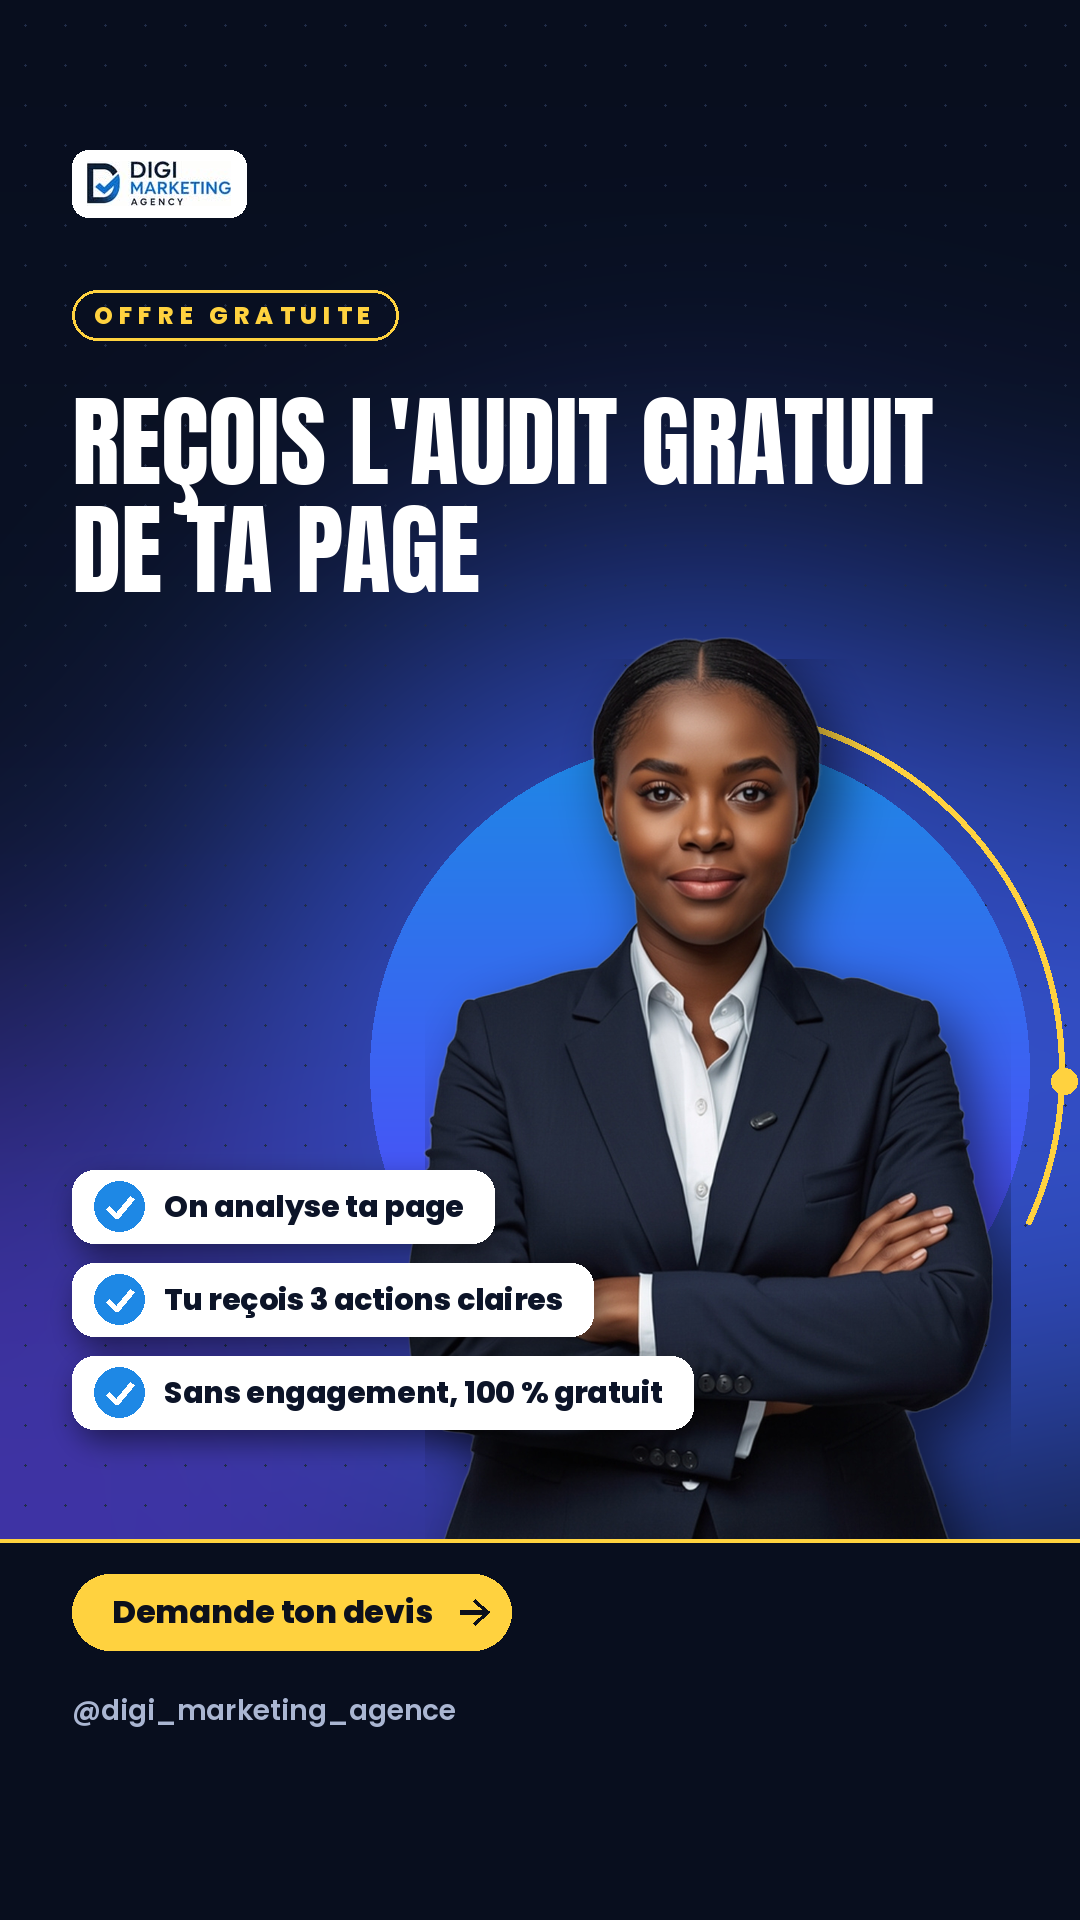 DIGI
MARKETING
AGENCY
OFFRE GRATUITE
REÇOIS L'AUDIT GRATUIT
DE TA PAGE
On analyse ta page
Tu reçois 3 actions claires
Sans engagement, 100 % gratuit
Demande ton devis
@digi_marketing_agence